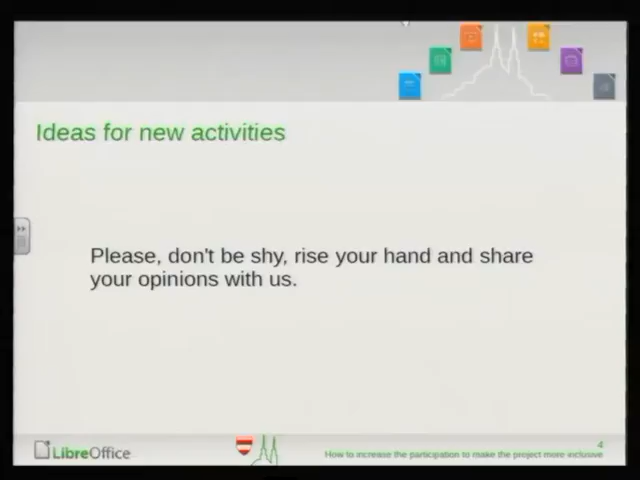 Ideas for new activities
Please, don't be shy, rise your hand and share
your opinions with us.
LibreOffice
4
How to increase the participation to make the project more inclusive